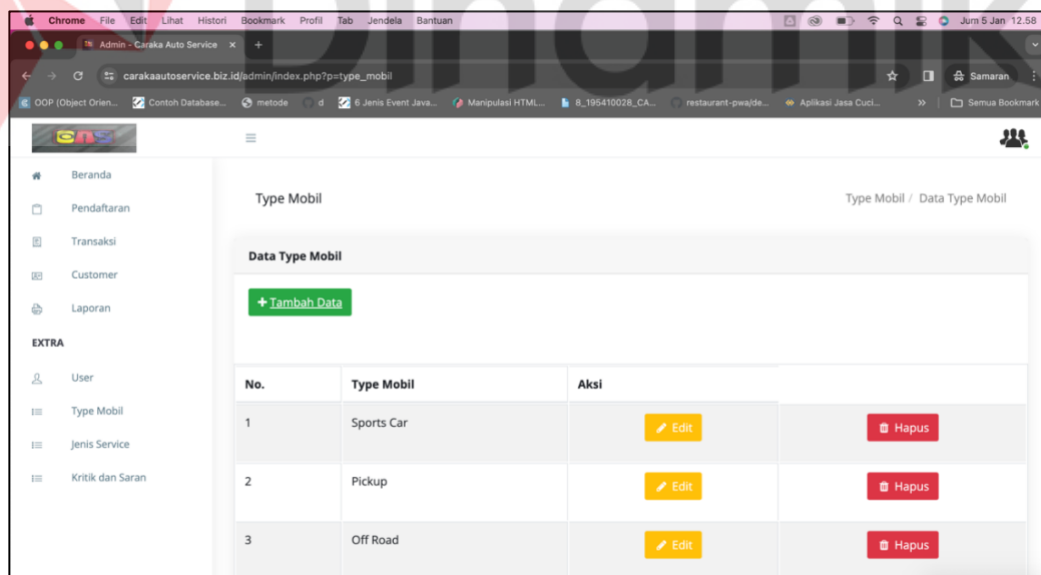 Dinamik
Chrome File Edit Lihat Histori Bookmark Profil Tab Jendela Bantuan Jum 5 Jan 12.58
Admin - Caraka Auto Service
carakaautoservice.biz.id/admin/index.php?p=type_mobil Samaran
OOP (Object Orien... Contoh Database... metode d 6 Jenis Event Java... Manipulasi HTML... 8_195410028_CA... restaurant-pwa/de... Aplikasi Jasa Cuci... » Semua Bookmark
CAS
Beranda
Pendaftaran
Transaksi
Customer
Laporan
EXTRA
User
Type Mobil
Jenis Service
Kritik dan Saran
Type Mobil Type Mobil / Data Type Mobil
Data Type Mobil
+ Tambah Data
No. Type Mobil Aksi
1 Sports Car Edit Hapus
2 Pickup Edit Hapus
3 Off Road Edit Hapus